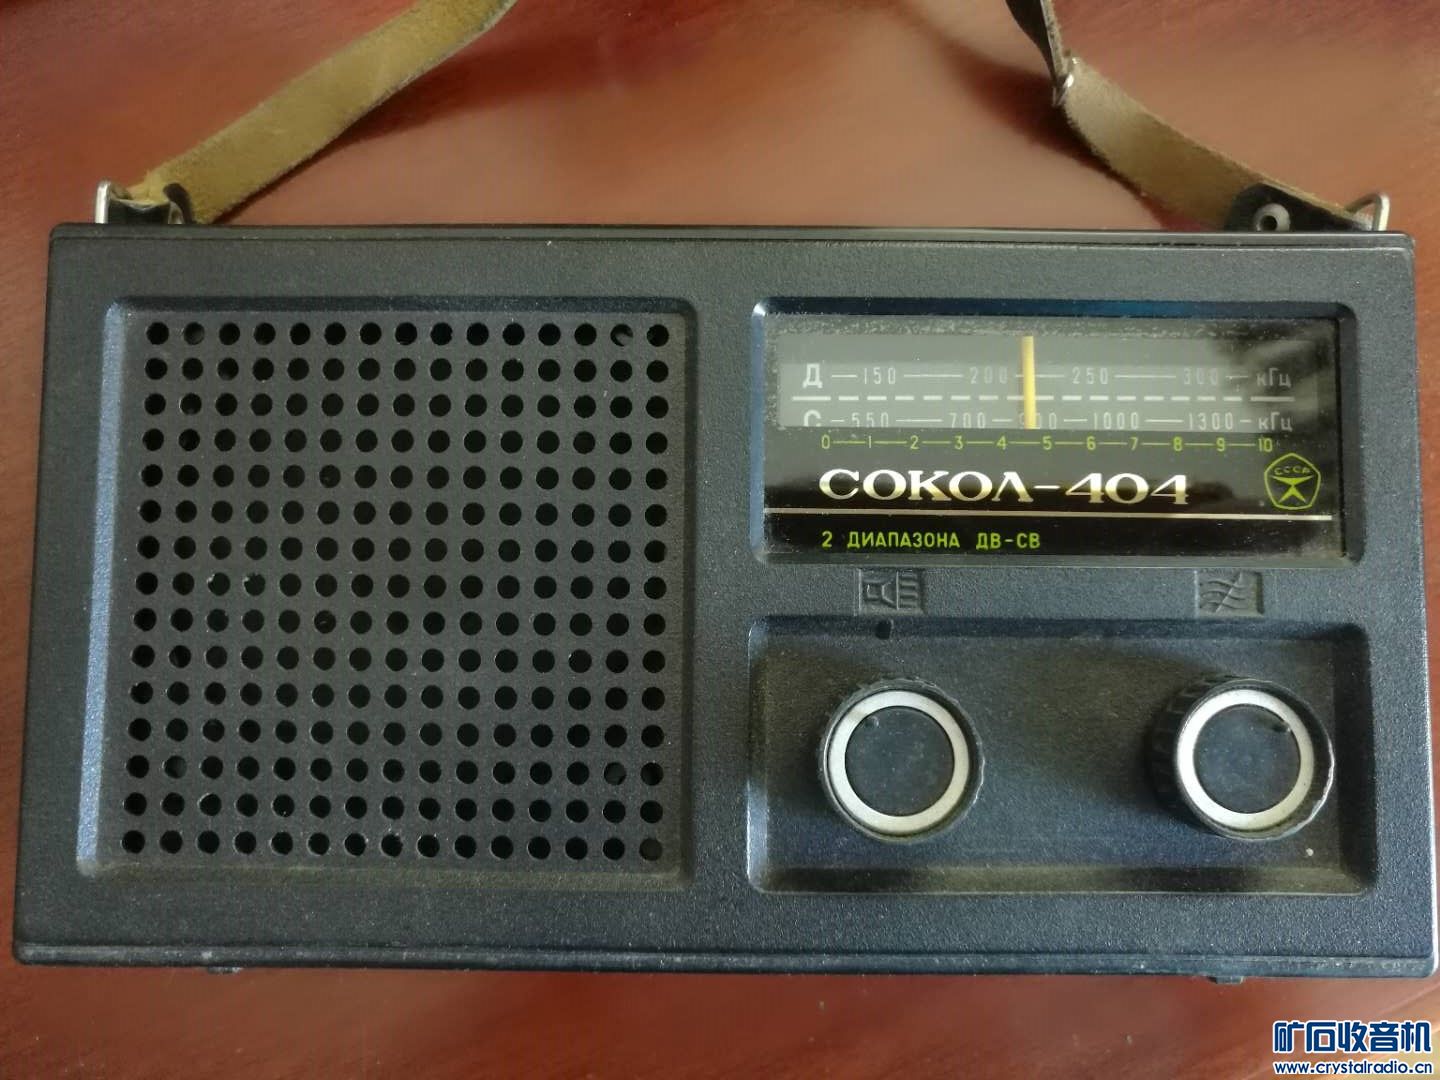 Д 150 200 250 300 кГц
С 550 700 900 1000 1300 кГц
0 1 2 3 4 5 6 7 8 9 10
СОКОЛ-404
СССР
2 ДИАПАЗОНА ДВ-СВ
矿石收音机
www.crystalradio.cn